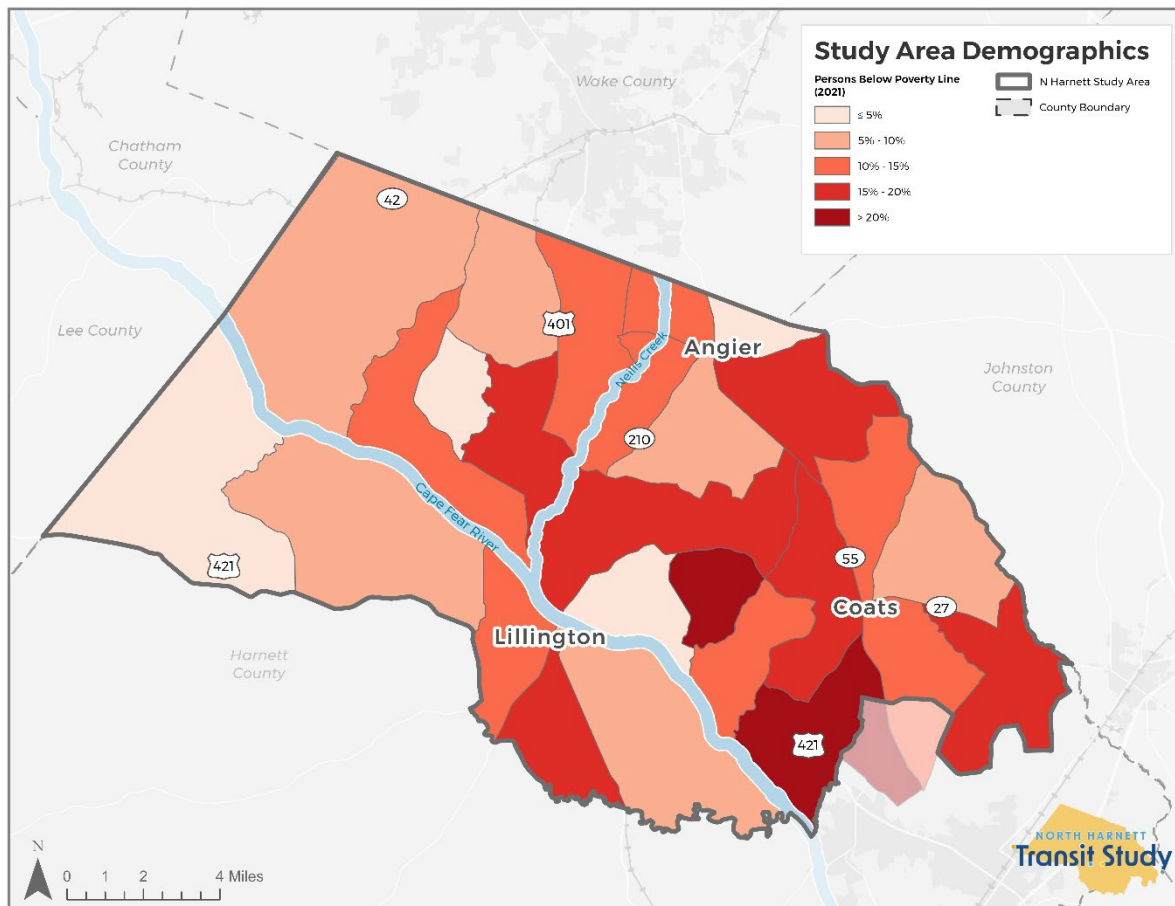 Study Area Demographics
Persons Below Poverty Line
(2021)
≤ 5%
5% - 10%
10% - 15%
15% - 20%
> 20%
N Harnett Study Area
County Boundary
Wake County
Chatham
County
42
Lee County
401
Neills Creek
Angier
Johnston
County
210
Cape Fear River
421
55
Coats
27
Lillington
Harnett
County
421
N
0 1 2 4 Miles
NORTH HARNETT
Transit Study